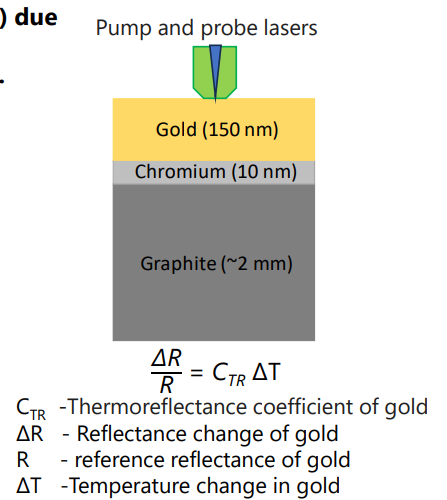 ) due
Pump and probe lasers
.
Gold (150 nm)
Chromium (10 nm)
Graphite (~2 mm)
ΔR/R = C_TR ΔT
C_TR -Thermoreflectance coefficient of gold
ΔR - Reflectance change of gold
R - reference reflectance of gold
ΔT -Temperature change in gold